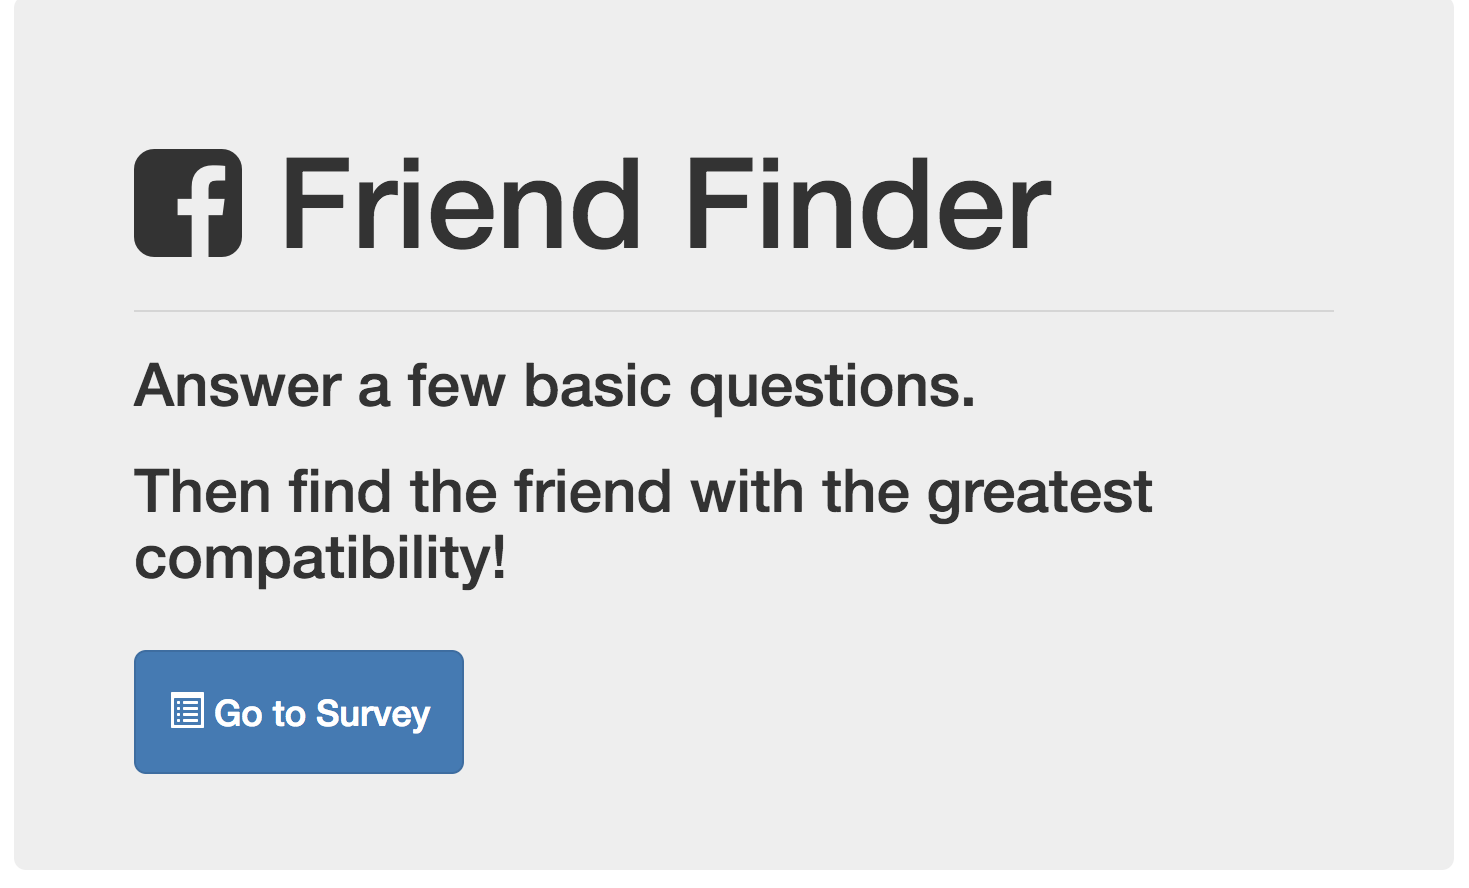 Friend Finder
Answer a few basic questions.
Then find the friend with the greatest
compatibility!
Go to Survey